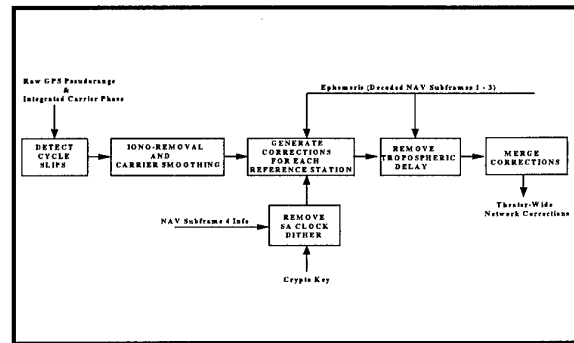 Raw GPS Pseudorange
&
Integrated Carrier Phase
Ephemeris (Decoded NAV Subframes 1 - 3)
DETECT
CYCLE
SLIPS
IONO-REMOVAL
AND
CARRIER SMOOTHING
GENERATE
CORRECTIONS
FOR EACH
REFERENCE STATION
REMOVE
TROPOSPHERIC
DELAY
MERGE
CORRECTIONS
Theater-Wide
Network Corrections
NAV Subframe 4 Info
REMOVE
SA CLOCK
DITHER
Crypto Key